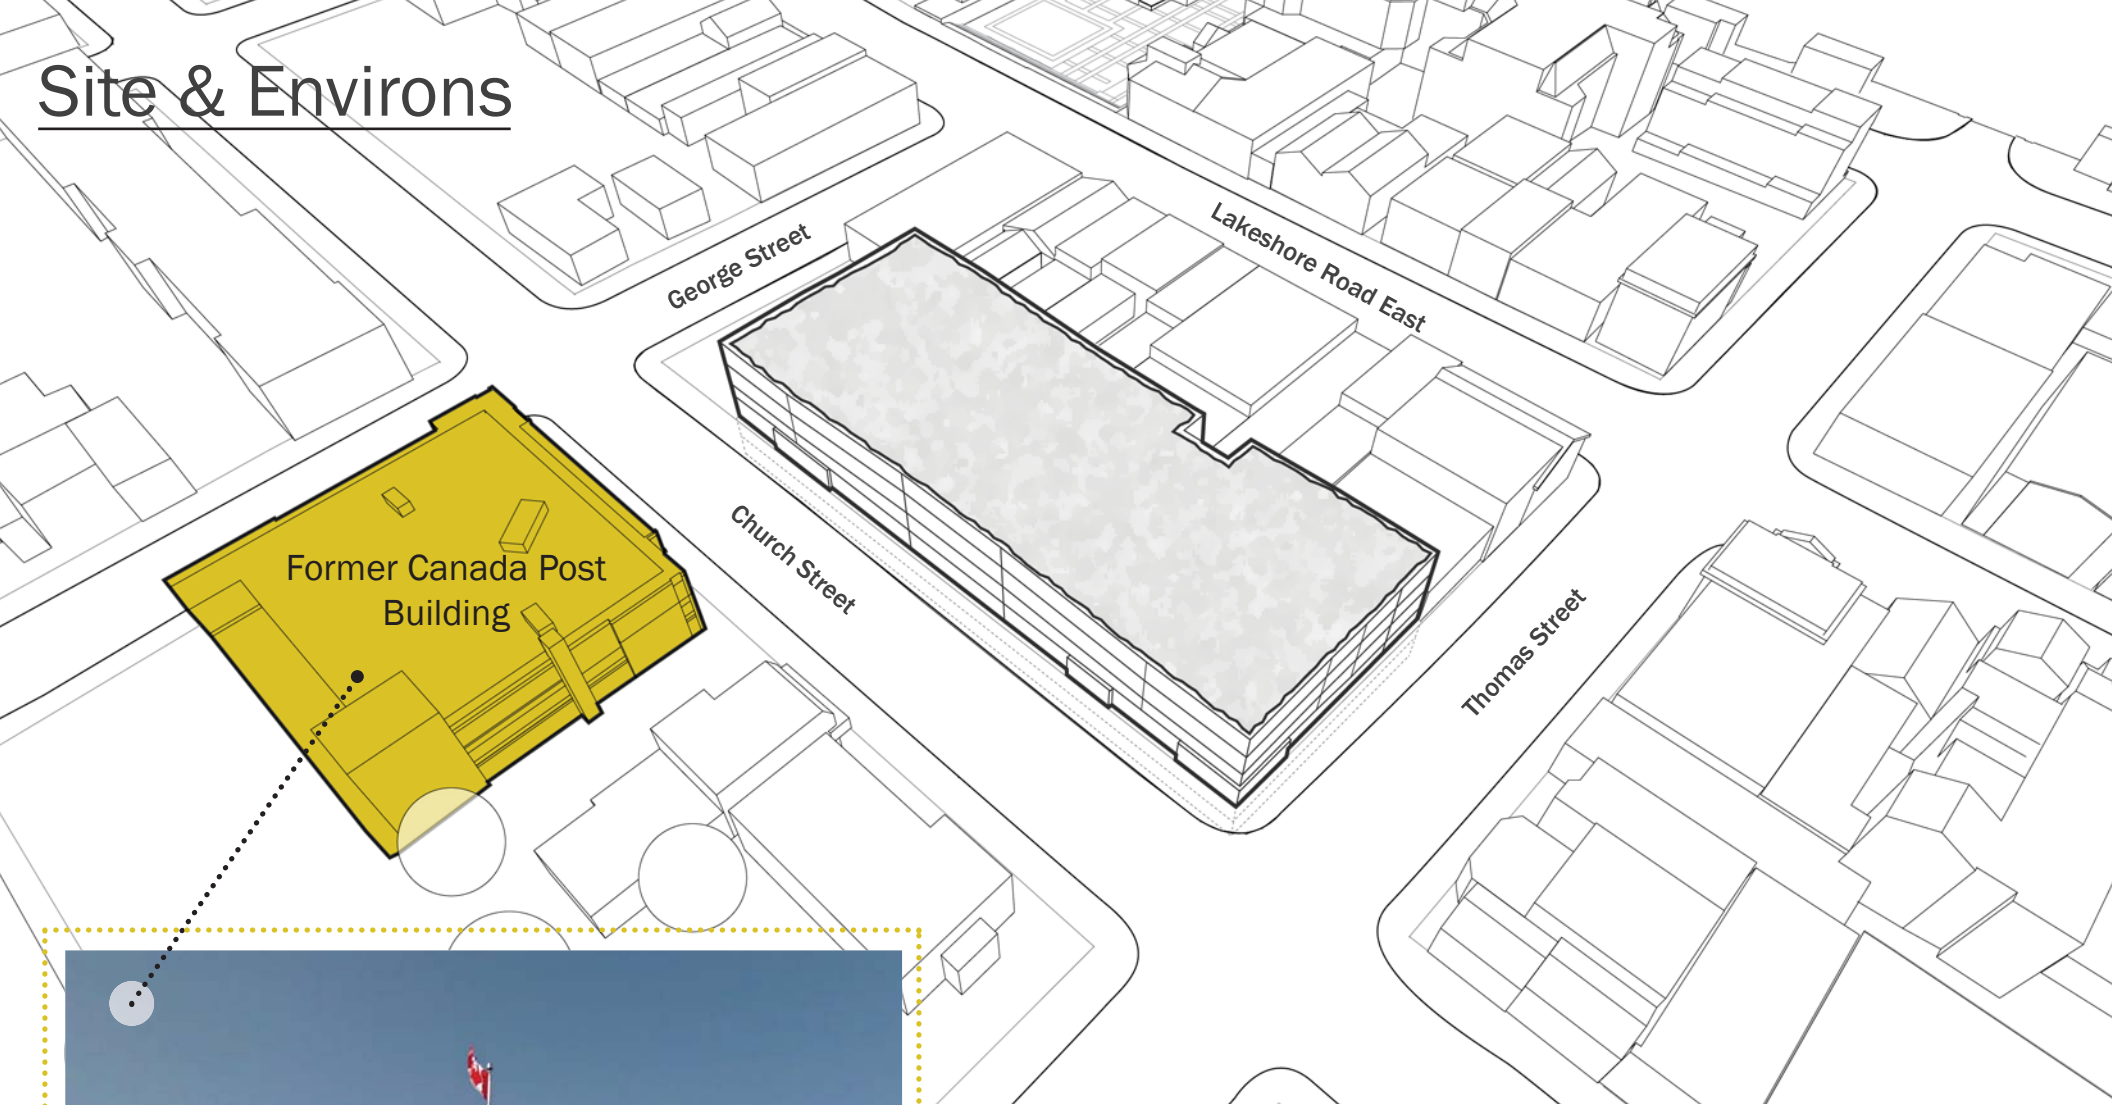 Site & Environs
George Street
Lakeshore Road East
Church Street
Former Canada Post
Building
Thomas Street